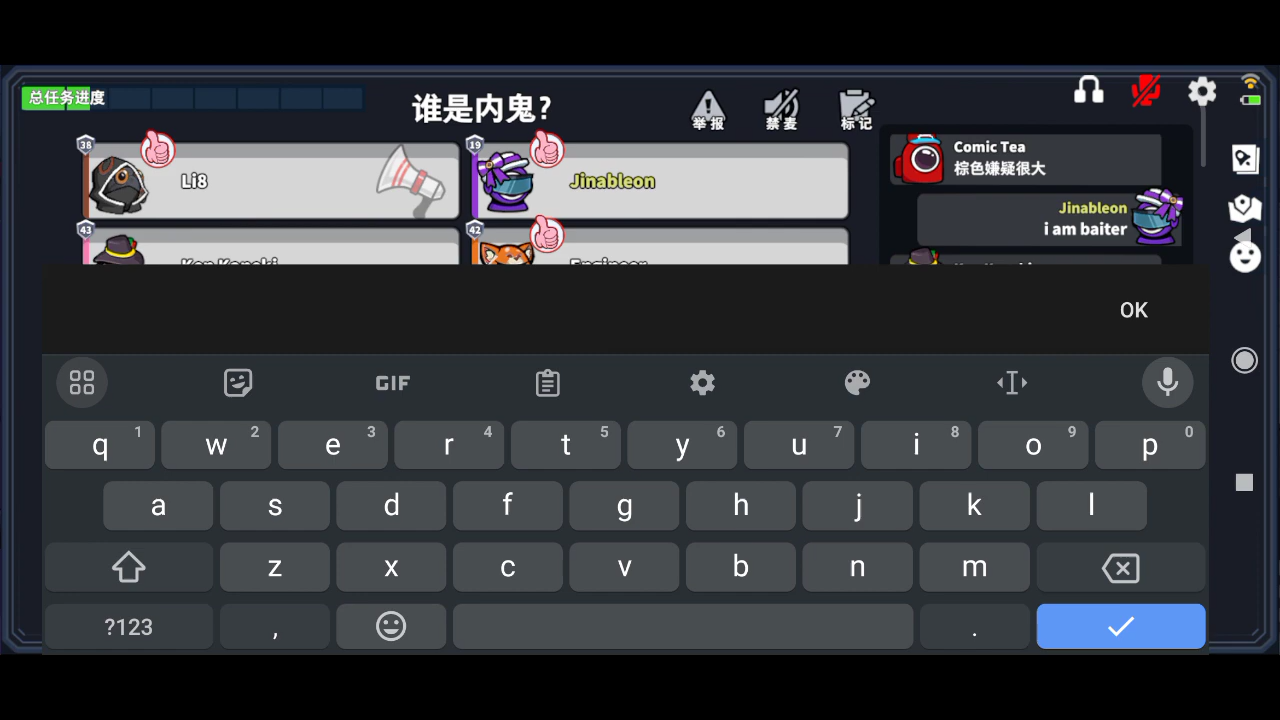 总任务进度
谁是内鬼?
举报
禁麦
标记
38
Li8
19
Jinableon
43
42
Engineer
Comic Tea
棕色嫌疑很大
Jinableon
i am baiter
OK
GIF
q 1 w 2 e 3 r 4 t 5 y 6 u 7 i 8 o 9 p 0
a s d f g h j k l
z x c v b n m
?123 , .